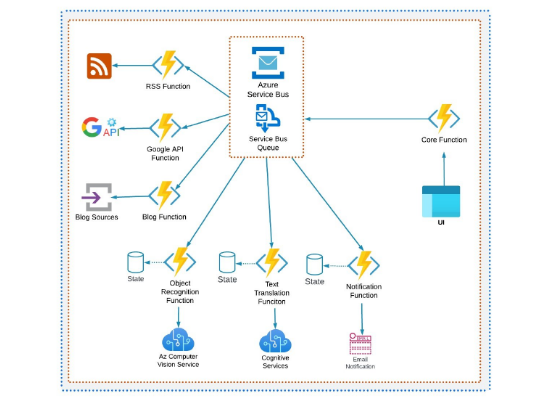 RSS Function
Azure
Service Bus
API
Google API
Function
Service Bus
Queue
Core Function
Blog Sources
Blog Function
UI
State
Object
Recognition
Function
State
Text
Translation
Funciton
State
Notification
Function
Az Computer
Vision Service
Cognitive
Services
Email
Notification